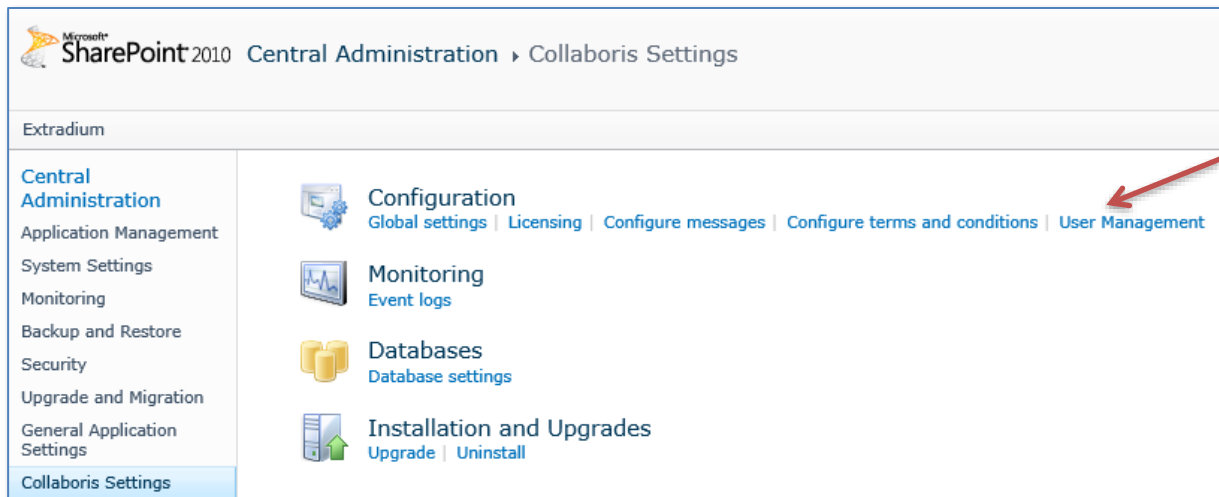 Microsoft®
SharePoint 2010 Central Administration ▸ Collaboris Settings
Extradium
Central
Administration
Application Management
System Settings
Monitoring
Backup and Restore
Security
Upgrade and Migration
General Application
Settings
Collaboris Settings
Configuration
Global settings | Licensing | Configure messages | Configure terms and conditions | User Management
Monitoring
Event logs
Databases
Database settings
Installation and Upgrades
Upgrade | Uninstall